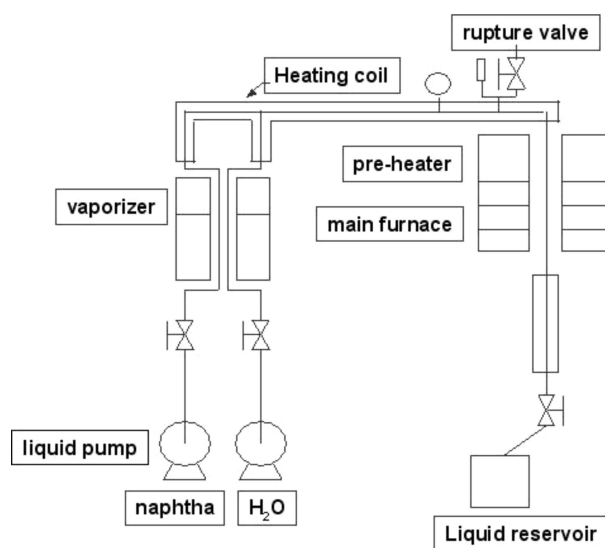 rupture valve
Heating coil
pre-heater
vaporizer
main furnace
liquid pump
naphtha
H₂O
Liquid reservoir